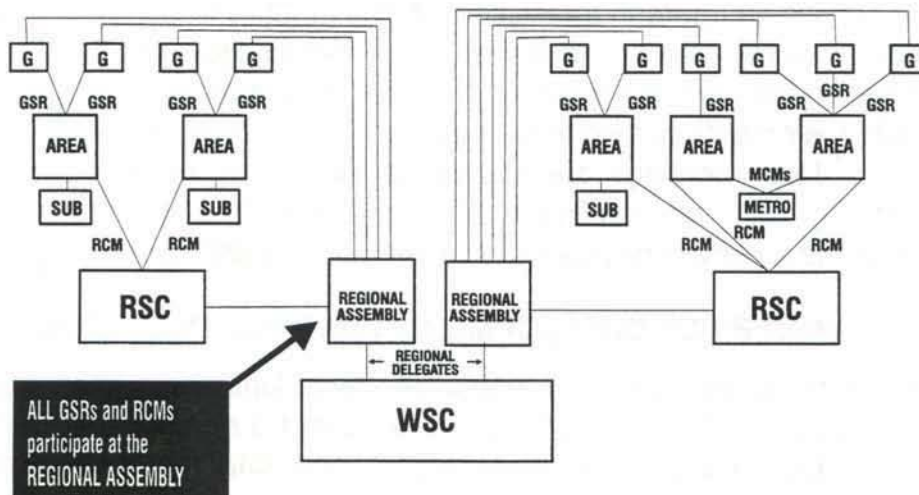 G G G G G G G G G G
GSR GSR GSR GSR GSR GSR GSR GSR GSR GSR
AREA AREA AREA AREA AREA
MCMs
SUB SUB SUB METRO
RCM RCM RCM RCM RCM
RSC REGIONAL REGIONAL RSC
ASSEMBLY ASSEMBLY
REGIONAL
DELEGATES
WSC
ALL GSRs and RCMs
participate at the
REGIONAL ASSEMBLY